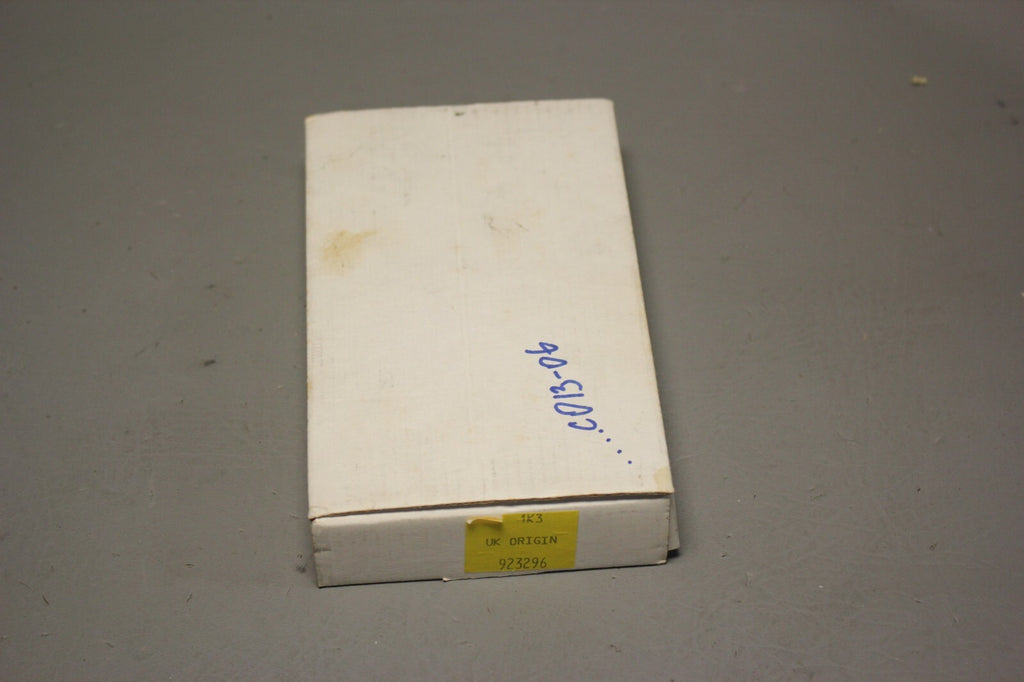 .....C013-06
1K3
UK ORIGIN
923296